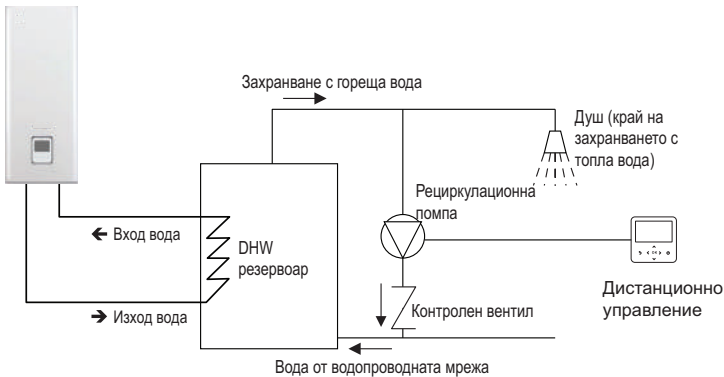 Захранване с гореща вода
Душ (край на
захранването с
топла вода)
Рециркулационна
помпа
← Вход вода
DHW
резервоар
→ Изход вода
Контролен вентил
Дистанционно
управление
Вода от водопроводната мрежа